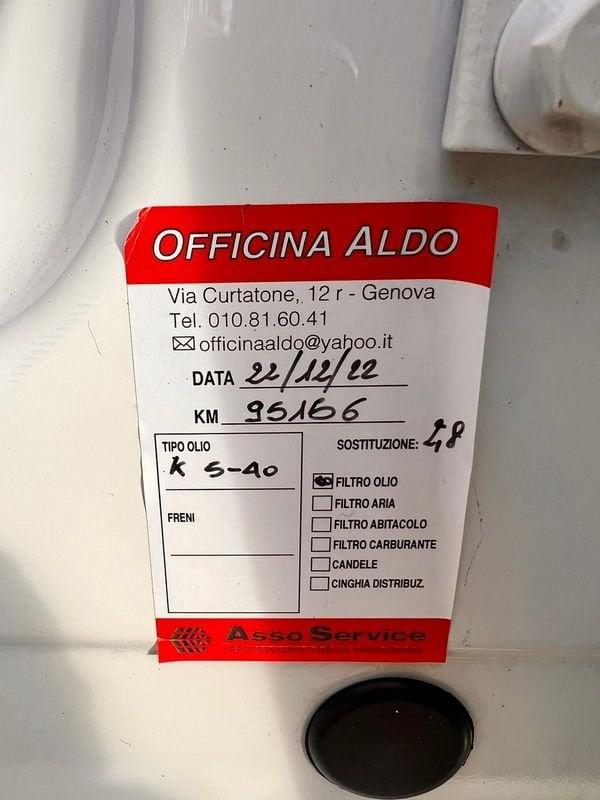 OFFICINA ALDO
Via Curtatone, 12 r - Genova
Tel. 010.81.60.41
officinaaldo@yahoo.it
DATA 22/12/22
KM 95166
TIPO OLIO
K 5-40
FRENI
SOSTITUZIONE: 4,8
FILTRO OLIO
FILTRO ARIA
FILTRO ABITACOLO
FILTRO CARBURANTE
CANDELE
CINGHIA DISTRIBUZ.
ASSO SERVICE